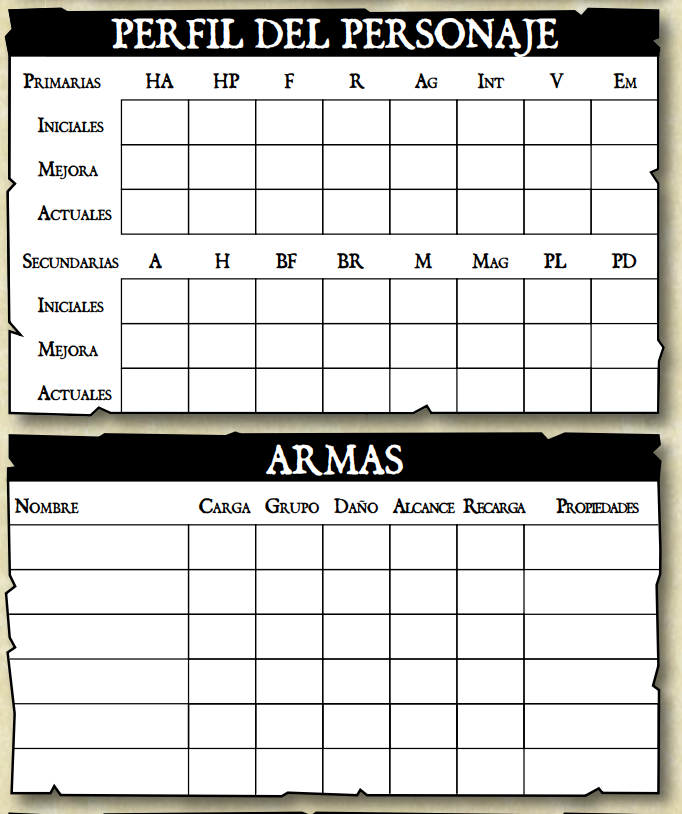 PERFIL DEL PERSONAJE
PRIMARIAS HA HP F R AG INT V EM
INICIALES
MEJORA
ACTUALES
SECUNDARIAS A H BF BR M MAG PL PD
INICIALES
MEJORA
ACTUALES
ARMAS
NOMBRE CARGA GRUPO DAÑO ALCANCE RECARGA PROPIEDADES